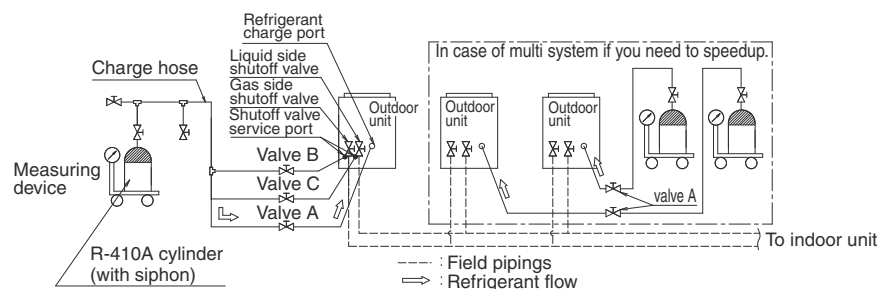 Refrigerant
charge port
Liquid side
shutoff valve
Gas side
shutoff valve
Shutoff valve
service port
Charge hose
Outdoor
unit
In case of multi system if you need to speedup.
Outdoor
unit
Outdoor
unit
Measuring
device
Valve B
Valve C
Valve A
valve A
R-410A cylinder
(with siphon)
To indoor unit
: Field pipings
: Refrigerant flow